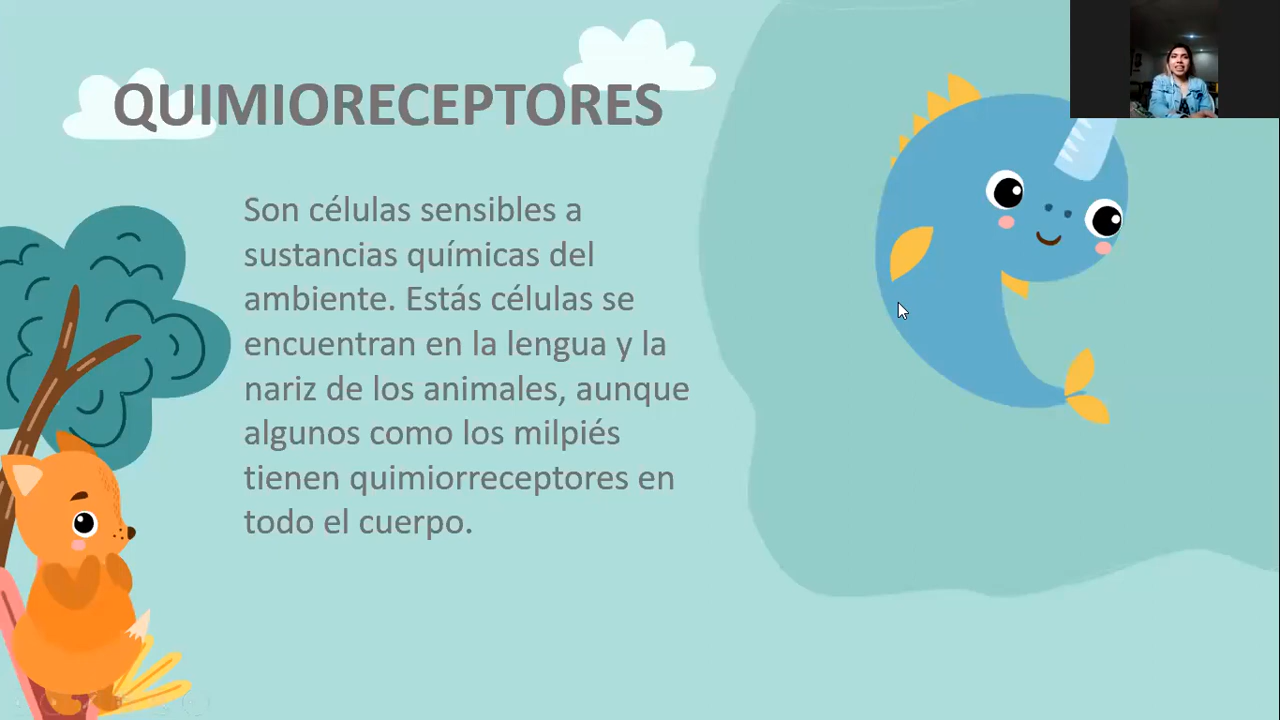 QUIMIORECEPTORES
Son células sensibles a
sustancias químicas del
ambiente. Estás células se
encuentran en la lengua y la
nariz de los animales, aunque
algunos como los milpiés
tienen quimiorreceptores en
todo el cuerpo.